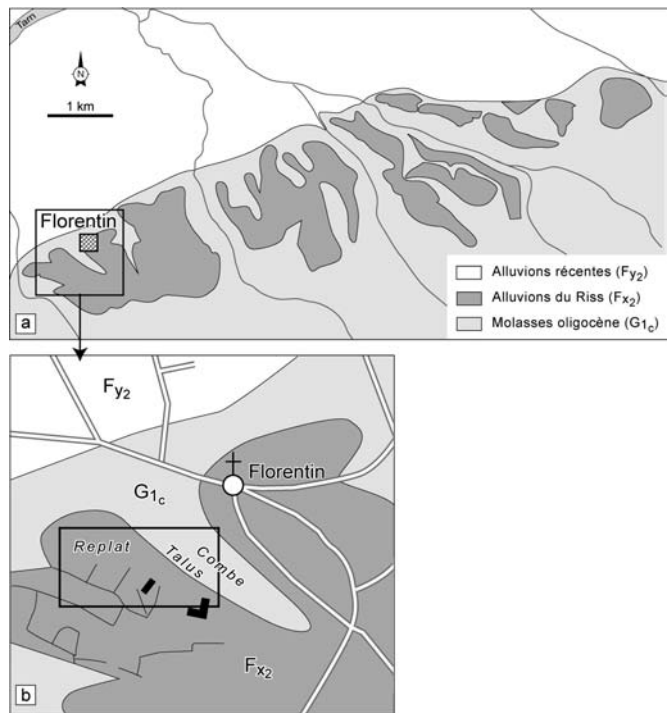 Tarn
N
1 km
Florentin
Alluvions récentes (Fy2)
Alluvions du Riss (Fx2)
Molasses oligocène (G1c)
a
Fy2
Florentin
G1c
Replat
Combe
Talus
Fx2
b